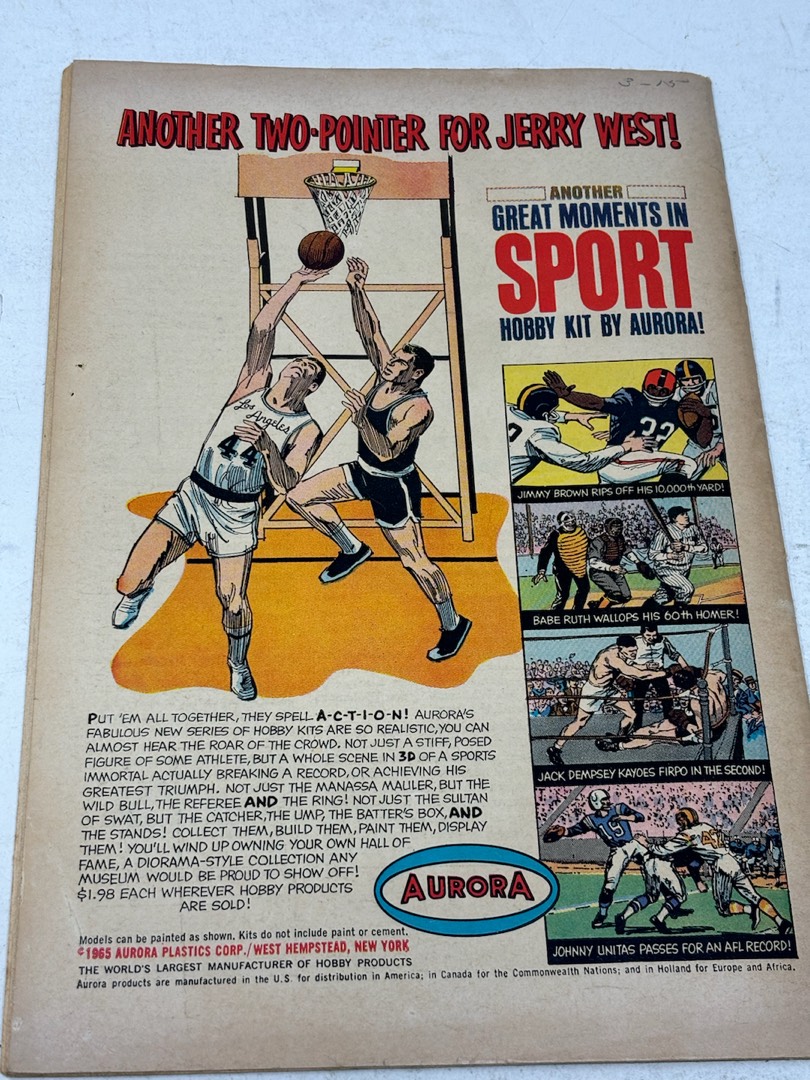 3-15
ANOTHER TWO-POINTER FOR JERRY WEST!
ANOTHER
GREAT MOMENTS IN
SPORT
HOBBY KIT BY AURORA!
Los Angeles
44
32
JIMMY BROWN RIPS OFF HIS 10,000th YARD!
BABE RUTH WALLOPS HIS 60th HOMER!
JACK DEMPSEY KAYOES FIRPO IN THE SECOND!
15
JOHNNY UNITAS PASSES FOR AN AFL RECORD!
PUT 'EM ALL TOGETHER, THEY SPELL A-C-T-I-O-N! AURORA'S
FABULOUS NEW SERIES OF HOBBY KITS ARE SO REALISTIC, YOU CAN
ALMOST HEAR THE ROAR OF THE CROWD. NOT JUST A STIFF, POSED
FIGURE OF SOME ATHLETE, BUT A WHOLE SCENE IN 3D OF A SPORTS
IMMORTAL ACTUALLY BREAKING A RECORD, OR ACHIEVING HIS
GREATEST TRIUMPH. NOT JUST THE MANASSA MAULER, BUT THE
WILD BULL, THE REFEREE AND THE RING! NOT JUST THE SULTAN
OF SWAT, BUT THE CATCHER, THE UMP, THE BATTER'S BOX, AND
THE STANDS! COLLECT THEM, BUILD THEM, PAINT THEM, DISPLAY
THEM! YOU'LL WIND UP OWNING YOUR OWN HALL OF
FAME, A DIORAMA-STYLE COLLECTION ANY
MUSEUM WOULD BE PROUD TO SHOW OFF!
$1.98 EACH WHEREVER HOBBY PRODUCTS
ARE SOLD!
AURORA
Models can be painted as shown. Kits do not include paint or cement.
©1965 AURORA PLASTICS CORP./WEST HEMPSTEAD, NEW YORK
THE WORLD'S LARGEST MANUFACTURER OF HOBBY PRODUCTS
Aurora products are manufactured in the U.S. for distribution in America; in Canada for the Commonwealth Nations; and in Holland for Europe and Africa.